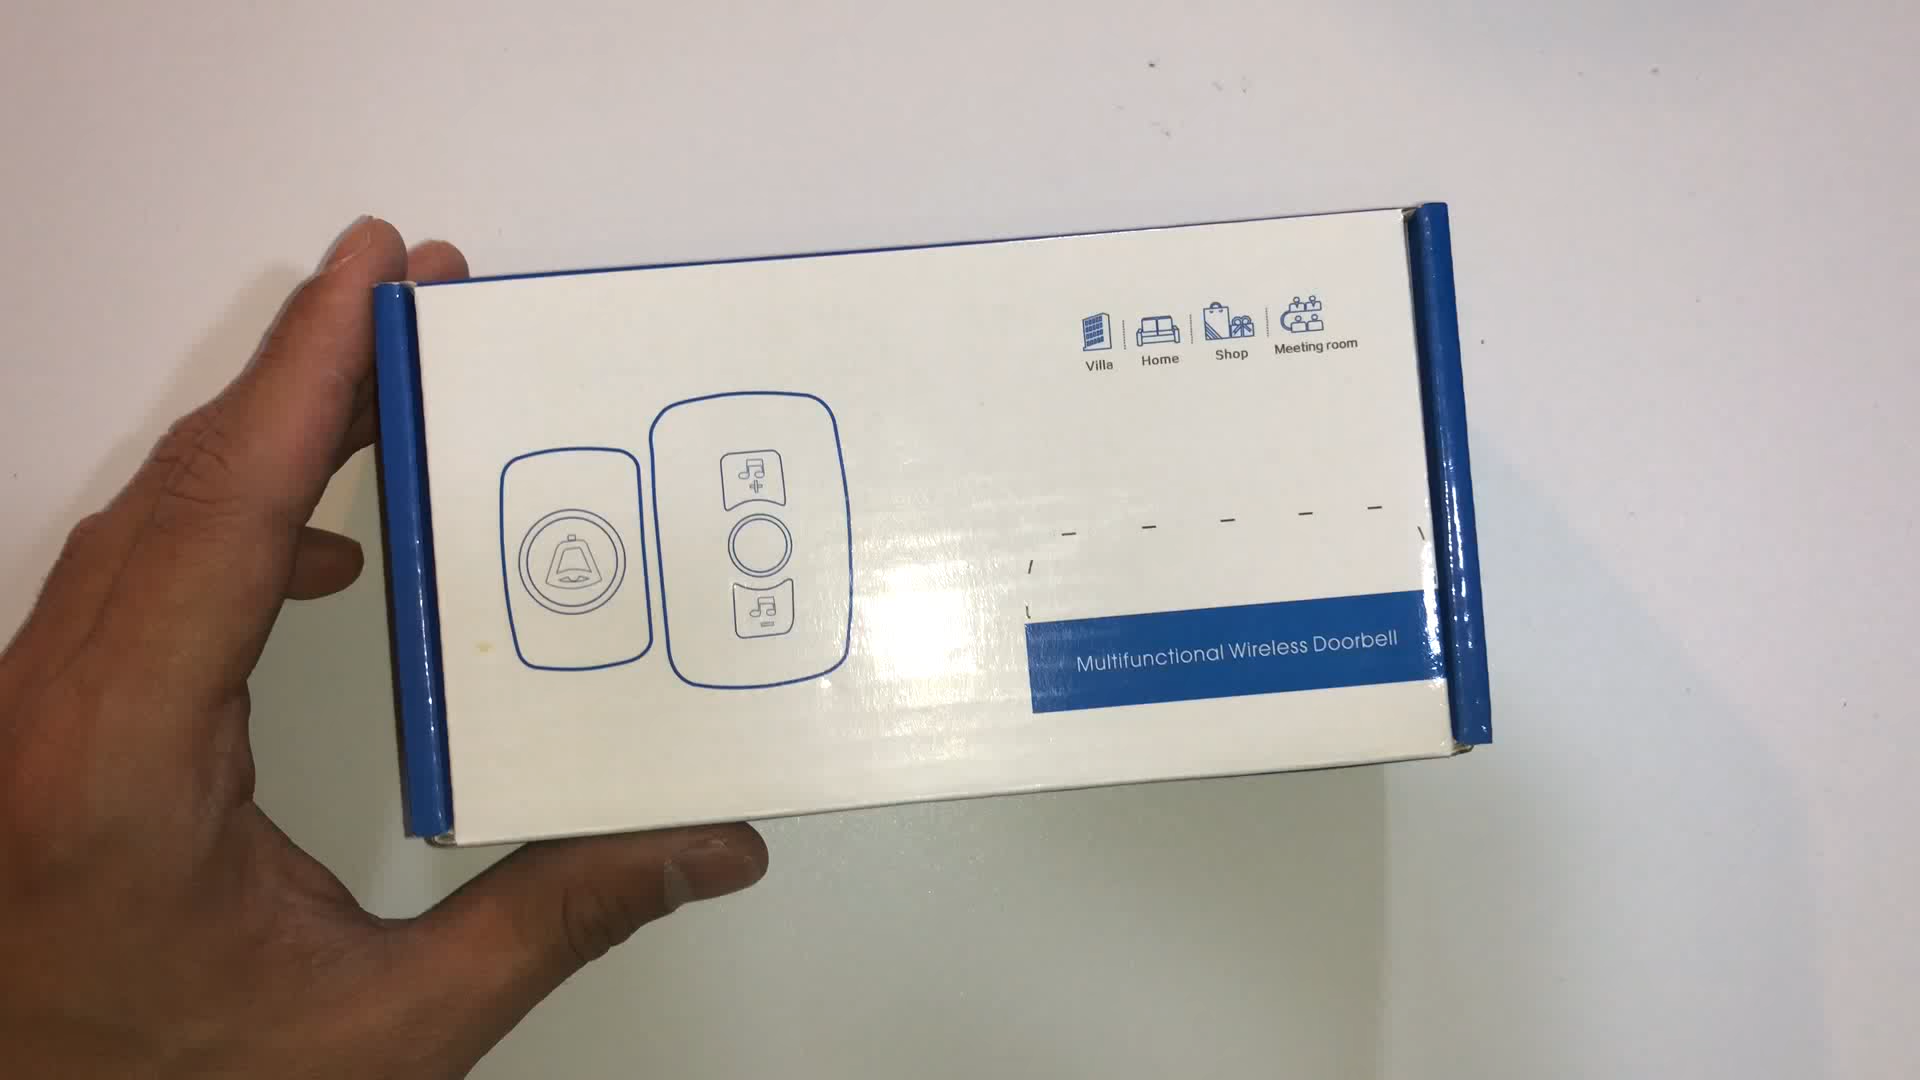 Villa
Home
Shop
Meeting room
Multifunctional Wireless Doorbell